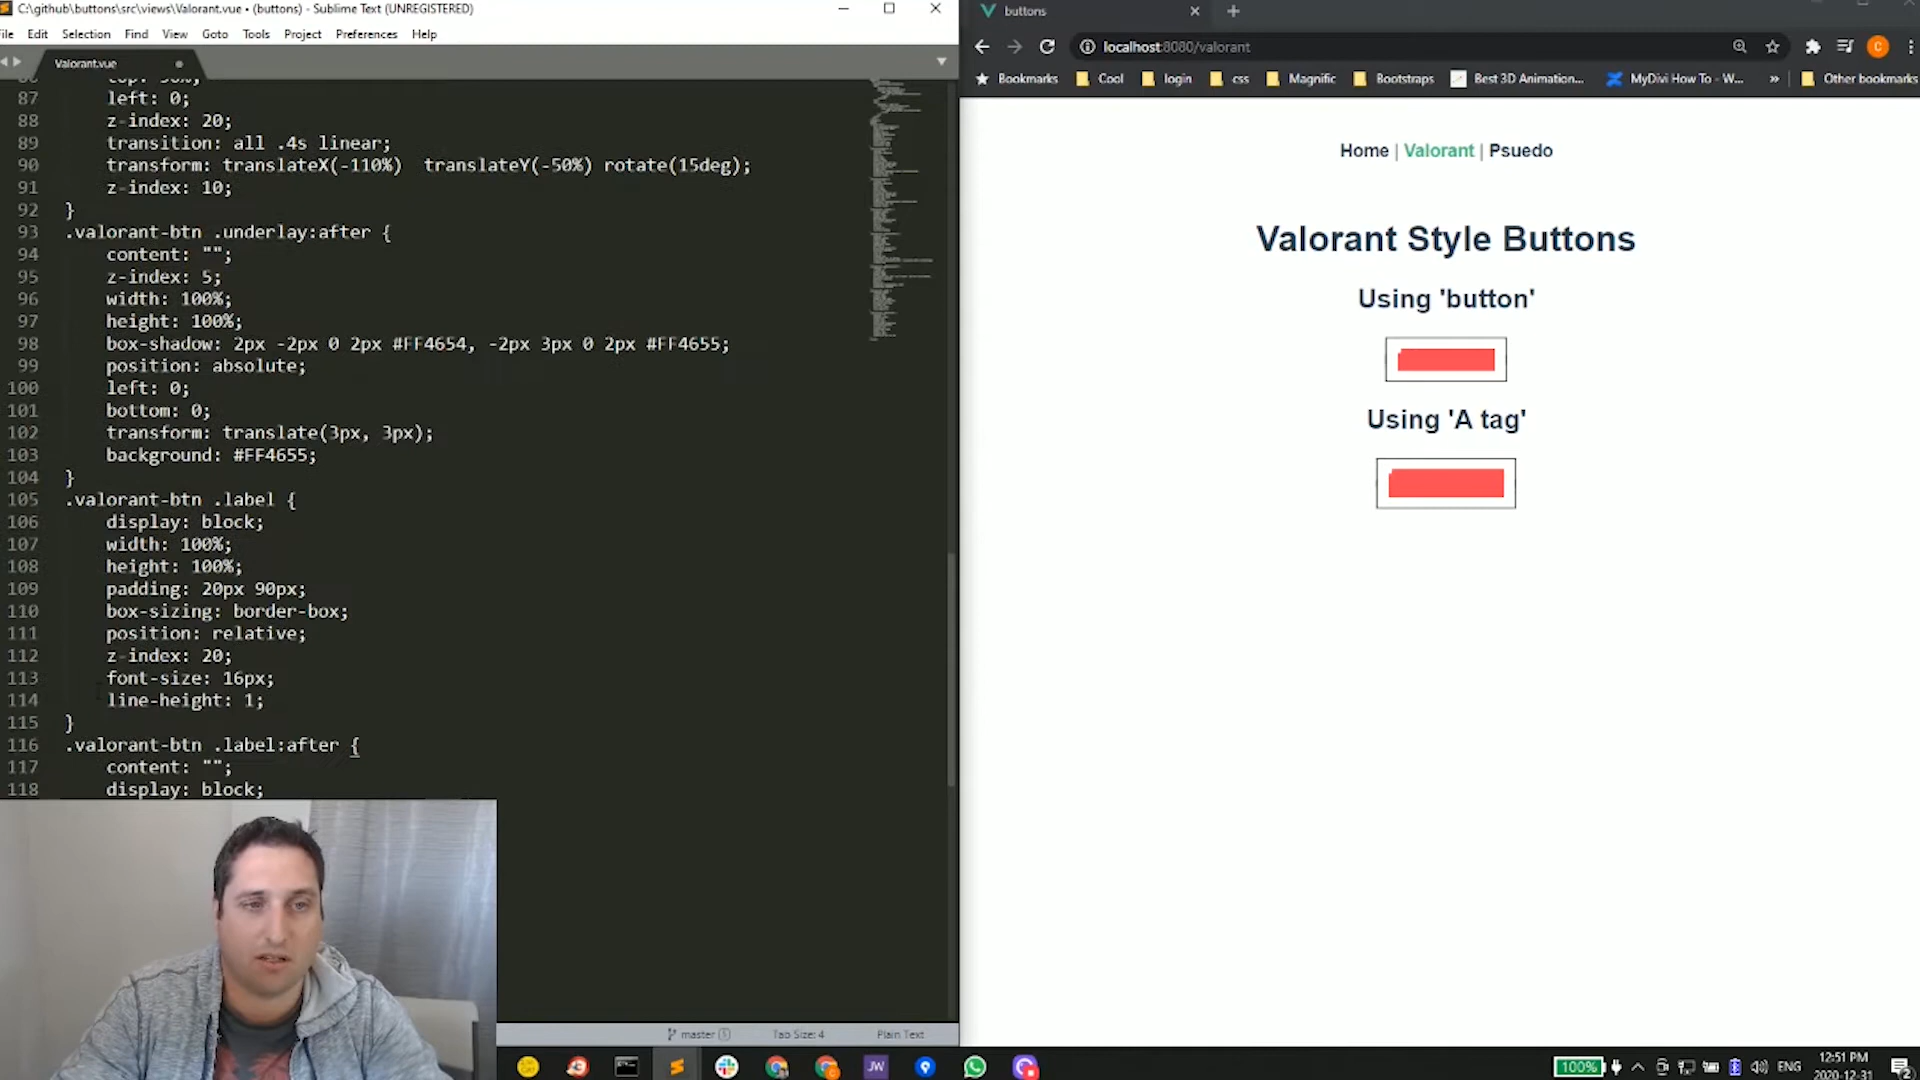 C:\github\buttons\src\views\Valorant.vue • (buttons) - Sublime Text (UNREGISTERED)
File Edit Selection Find View Goto Tools Project Preferences Help
Valorant.vue
86 top: 50%;
87 left: 0;
88 z-index: 20;
89 transition: all .4s linear;
90 transform: translateX(-110%)  translateY(-50%) rotate(15deg);
91 z-index: 10;
92 }
93 .valorant-btn .underlay:after {
94 content: "";
95 z-index: 5;
96 width: 100%;
97 height: 100%;
98 box-shadow: 2px -2px 0 2px #FF4654, -2px 3px 0 2px #FF4655;
99 position: absolute;
100 left: 0;
101 bottom: 0;
102 transform: translate(3px, 3px);
103 background: #FF4655;
104 }
105 .valorant-btn .label {
106 display: block;
107 width: 100%;
108 height: 100%;
109 padding: 20px 90px;
110 box-sizing: border-box;
111 position: relative;
112 z-index: 20;
113 font-size: 16px;
114 line-height: 1;
115 }
116 .valorant-btn .label:after {
117 content: "";
118 display: block;
master Tab Size: 4 Plain Text
buttons
localhost:8080/valorant
C
Bookmarks Cool login css Magnific Bootstraps Best 3D Animation... MyDivi How To - W... » Other bookmarks
Home | Valorant | Psuedo
Valorant Style Buttons
Using 'button'
Using 'A tag'
JW
100% ENG 12:51 PM
2020-12-31
2